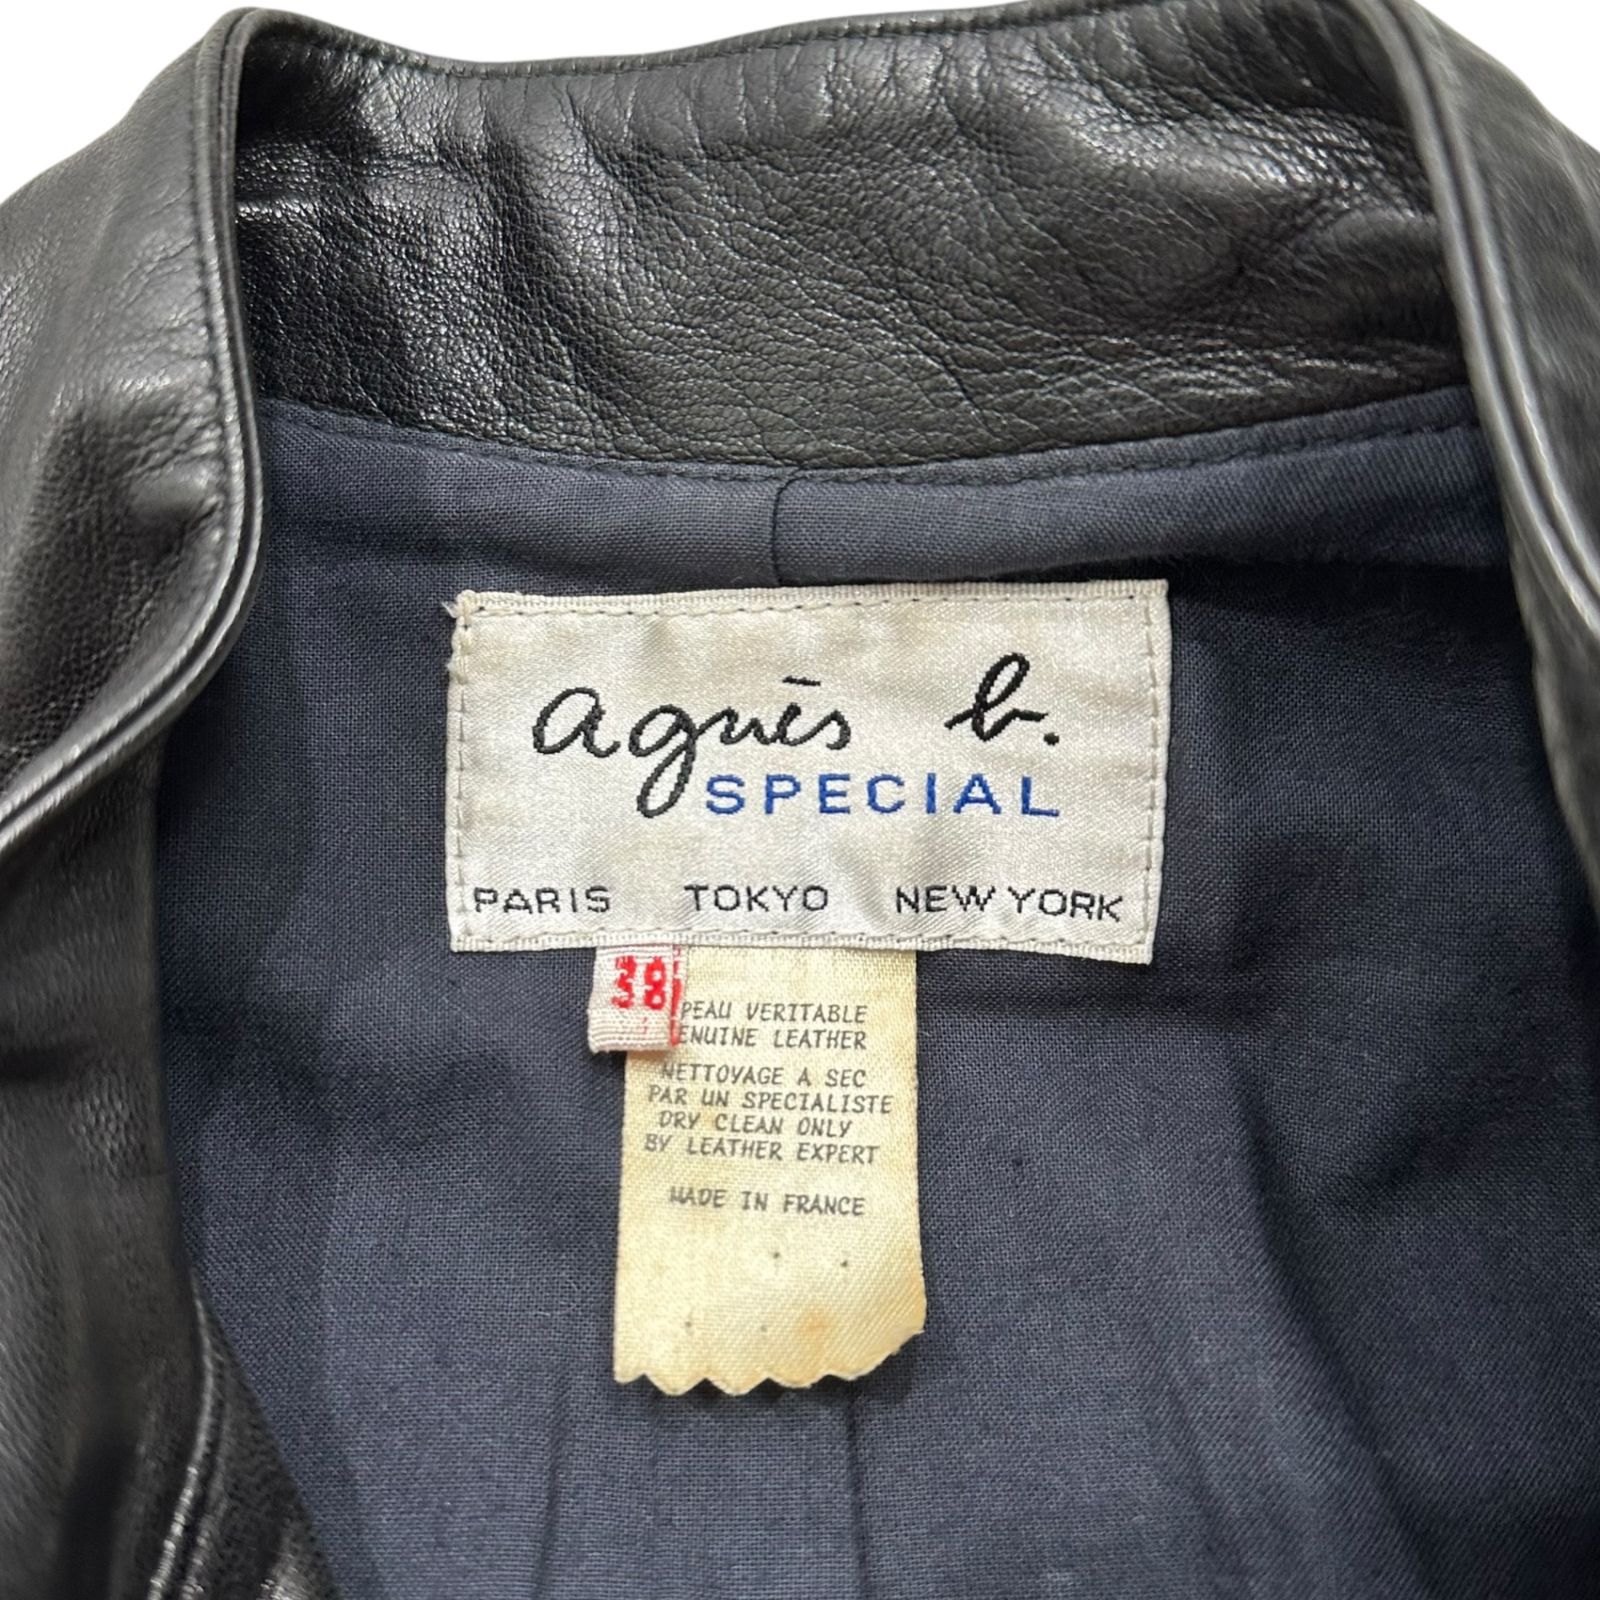 agnès b.
SPECIAL
PARIS TOKYO NEW YORK
38
PEAU VERITABLE
ENUINE LEATHER
NETTOYAGE A SEC
PAR UN SPECIALISTE
DRY CLEAN ONLY
BY LEATHER EXPERT
MADE IN FRANCE